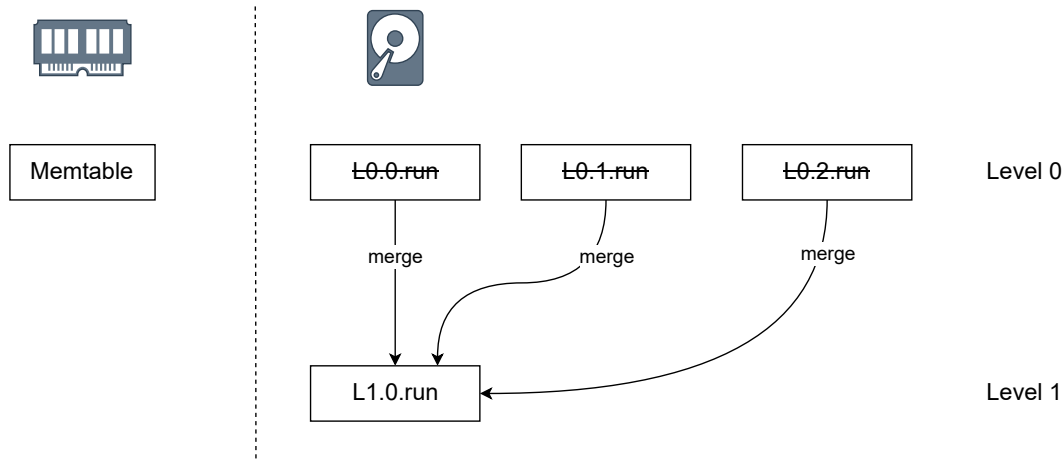 Memtable
L0.0.run
L0.1.run
L0.2.run
Level 0
merge
merge
merge
L1.0.run
Level 1